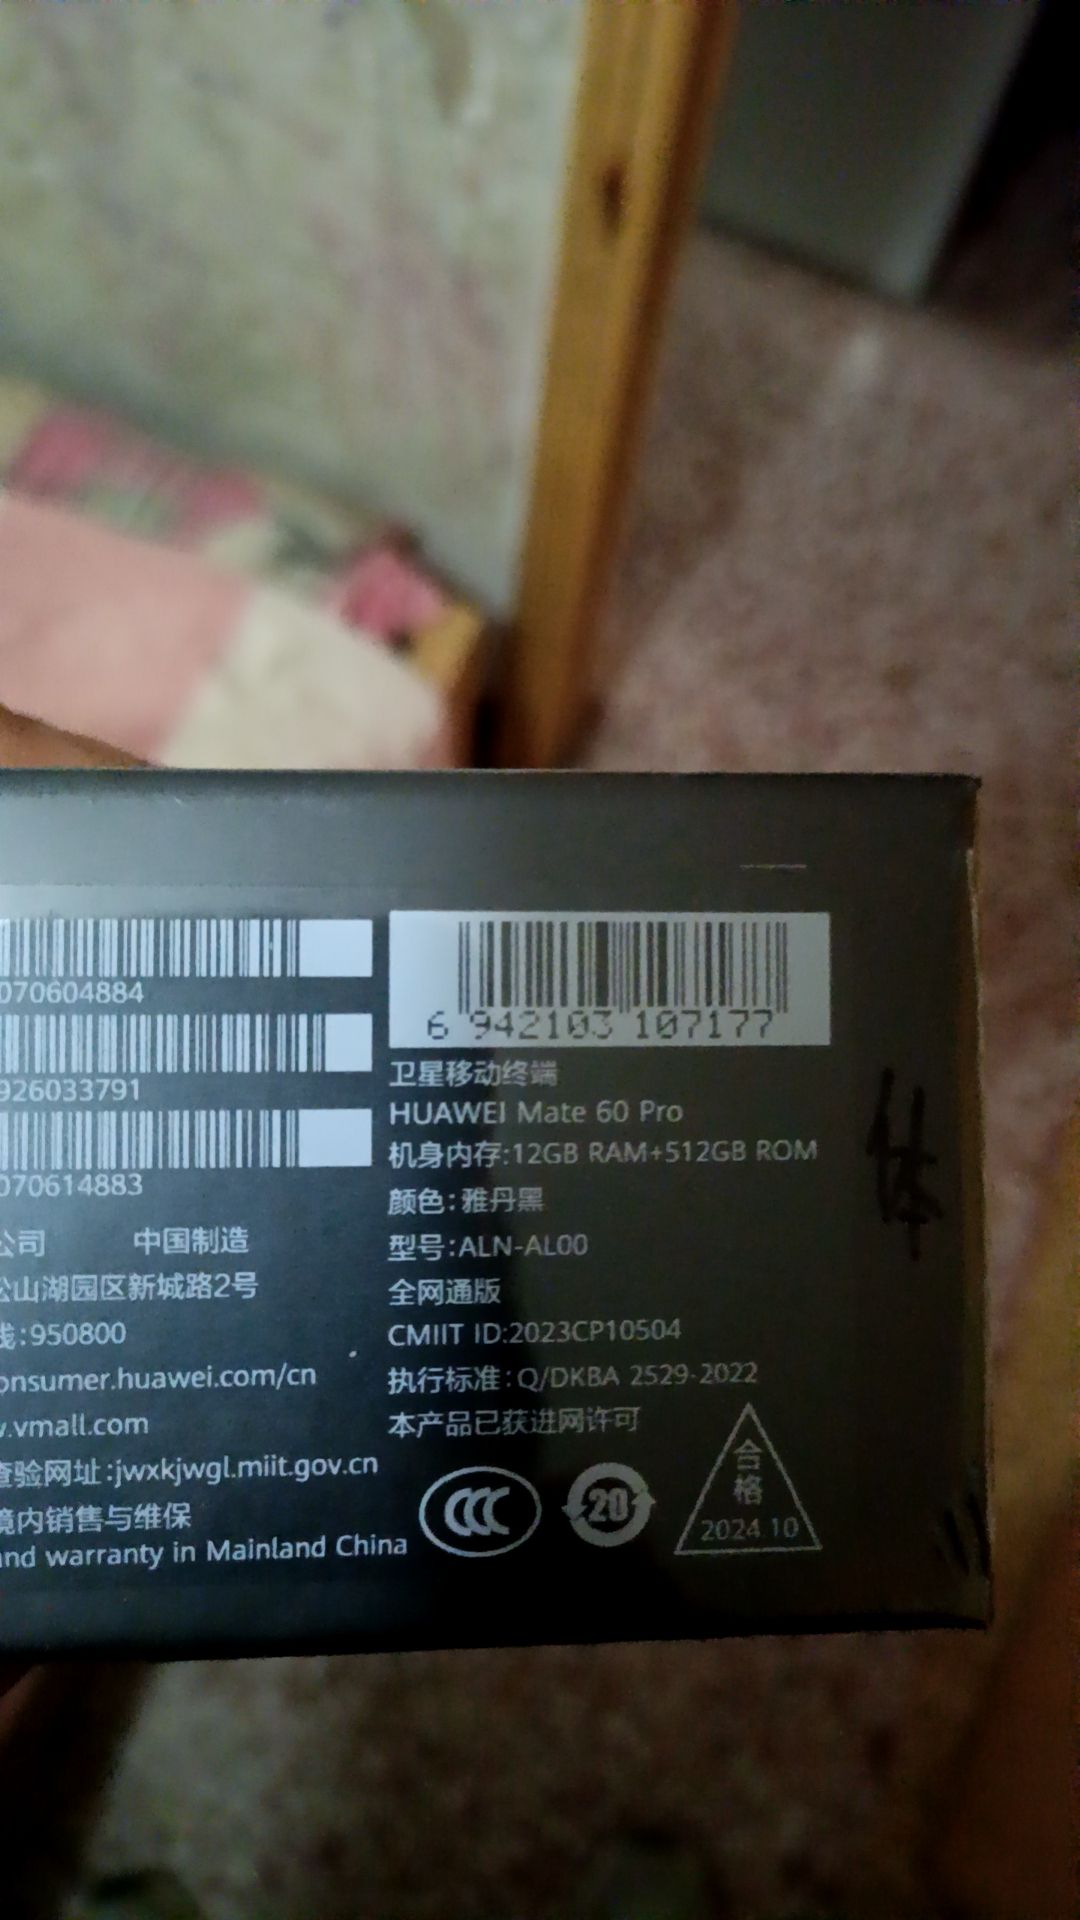 070604884
926033791
070614883
公司 中国制造
松山湖园区新城路2号
线:950800
onsumer.huawei.com/cn
.vmall.com
查验网址:jwxkjwgl.miit.gov.cn
境内销售与维保
and warranty in Mainland China
6 942103 107177
卫星移动终端
HUAWEI Mate 60 Pro
机身内存:12GB RAM+512GB ROM
颜色:雅丹黑
型号:ALN-AL00
全网通版
CMIIT ID:2023CP10504
执行标准:Q/DKBA 2529-2022
本产品已获进网许可
CCC
20
合格
2024.10